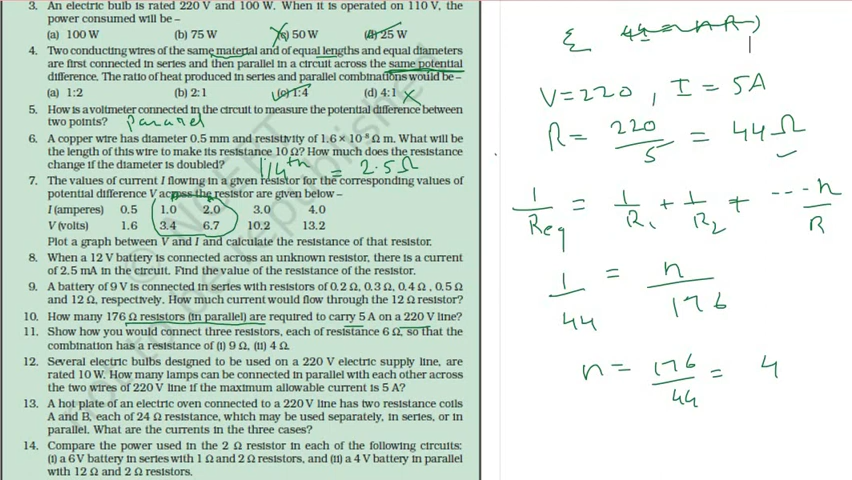 3. An electric bulb is rated 220 V and 100 W. When it is operated on 110 V, the
power consumed will be –
(a) 100 W (b) 75 W (c) 50 W (d) 25 W
4. Two conducting wires of the same material and of equal lengths and equal diameters
are first connected in series and then parallel in a circuit across the same potential
difference. The ratio of heat produced in series and parallel combinations would be –
(a) 1:2 (b) 2:1 (c) 1:4 (d) 4:1
5. How is a voltmeter connected in the circuit to measure the potential difference between
two points? Parallel
6. A copper wire has diameter 0.5 mm and resistivity of 1.6 × 10⁻⁸ Ω m. What will be
the length of this wire to make its resistance 10 Ω? How much does the resistance
change if the diameter is doubled? 1/4th = 2.5 Ω
7. The values of current I flowing in a given resistor for the corresponding values of
potential difference V across the resistor are given below –
I (amperes) 0.5 1.0 2.0 3.0 4.0
V (volts) 1.6 3.4 6.7 10.2 13.2
Plot a graph between V and I and calculate the resistance of that resistor.
8. When a 12 V battery is connected across an unknown resistor, there is a current
of 2.5 mA in the circuit. Find the value of the resistance of the resistor.
9. A battery of 9 V is connected in series with resistors of 0.2 Ω, 0.3 Ω, 0.4 Ω, 0.5 Ω
and 12 Ω, respectively. How much current would flow through the 12 Ω resistor?
10. How many 176 Ω resistors (in parallel) are required to carry 5 A on a 220 V line?
11. Show how you would connect three resistors, each of resistance 6 Ω, so that the
combination has a resistance of (i) 9 Ω, (ii) 4 Ω.
12. Several electric bulbs designed to be used on a 220 V electric supply line, are
rated 10 W. How many lamps can be connected in parallel with each other across
the two wires of 220 V line if the maximum allowable current is 5 A?
13. A hot plate of an electric oven connected to a 220 V line has two resistance coils
A and B, each of 24 Ω resistance, which may be used separately, in series, or in
parallel. What are the currents in the three cases?
14. Compare the power used in the 2 Ω resistor in each of the following circuits:
(i) a 6 V battery in series with 1 Ω and 2 Ω resistors, and (ii) a 4 V battery in parallel
with 12 Ω and 2 Ω resistors.
V = 220 , I = 5A
R = 220/5 = 44 Ω
1/Req = 1/R1 + 1/R2 + --- n/R
1/44 = n/176
n = 176/44 = 4